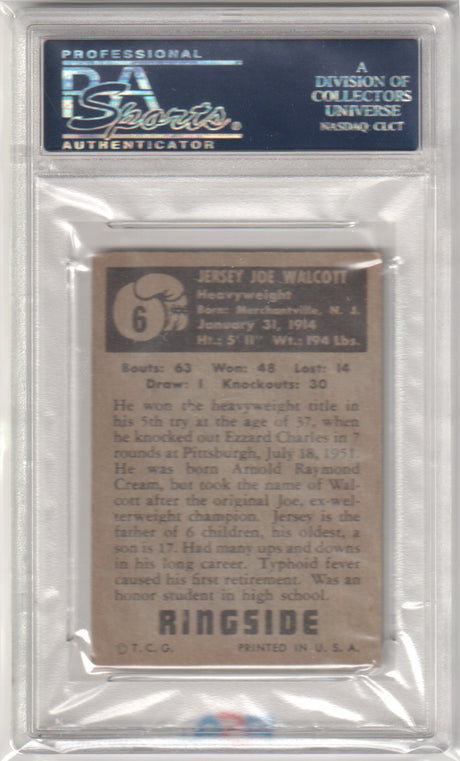 PROFESSIONAL
PSA
Sports®
AUTHENTICATOR
A
DIVISION OF
COLLECTORS
UNIVERSE
NASDAQ: CLCT
6
JERSEY JOE WALCOTT
Heavyweight
Born: Merchantville, N. J.
January 31, 1914
Ht.: 5' 11" Wt.: 194 Lbs.
Bouts: 63 Won: 48 Lost: 14
Draw: 1 Knockouts: 30
He won the heavyweight title in
his 5th try at the age of 37, when
he knocked out Ezzard Charles in 7
rounds at Pittsburgh, July 18, 1951.
He was born Arnold Raymond
Cream, but took the name of Wal-
cott after the original Joe, ex-wel-
terweight champion. Jersey is the
father of 6 children, his oldest, a
son is 17. Had many ups and downs
in his long career. Typhoid fever
caused his first retirement. Was an
honor student in high school.
RINGSIDE
© T. C. G. PRINTED IN U. S. A.